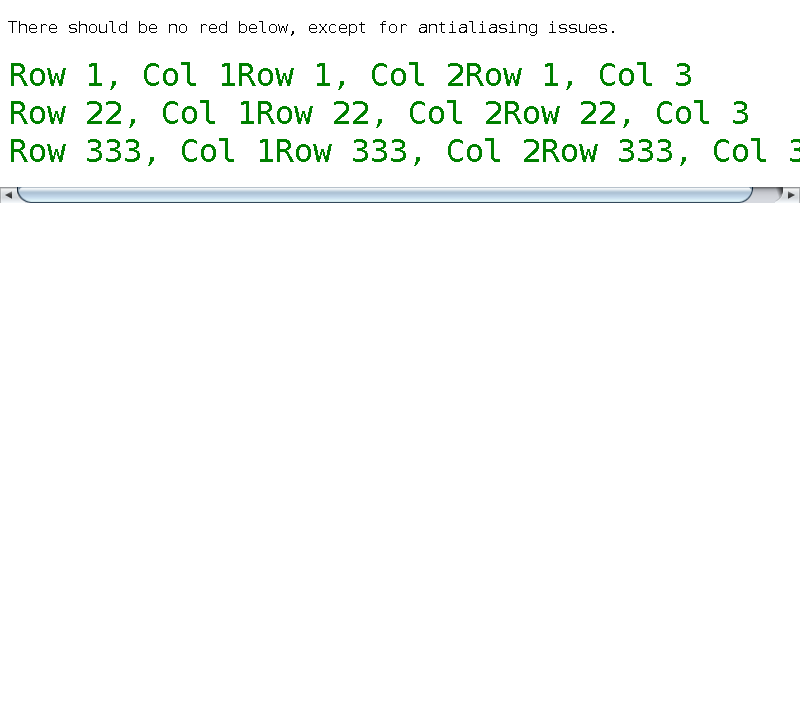 There should be no red below, except for antialiasing issues.
Row 1, Col 1Row 1, Col 2Row 1, Col 3
Row 22, Col 1Row 22, Col 2Row 22, Col 3
Row 333, Col 1Row 333, Col 2Row 333, Col 3